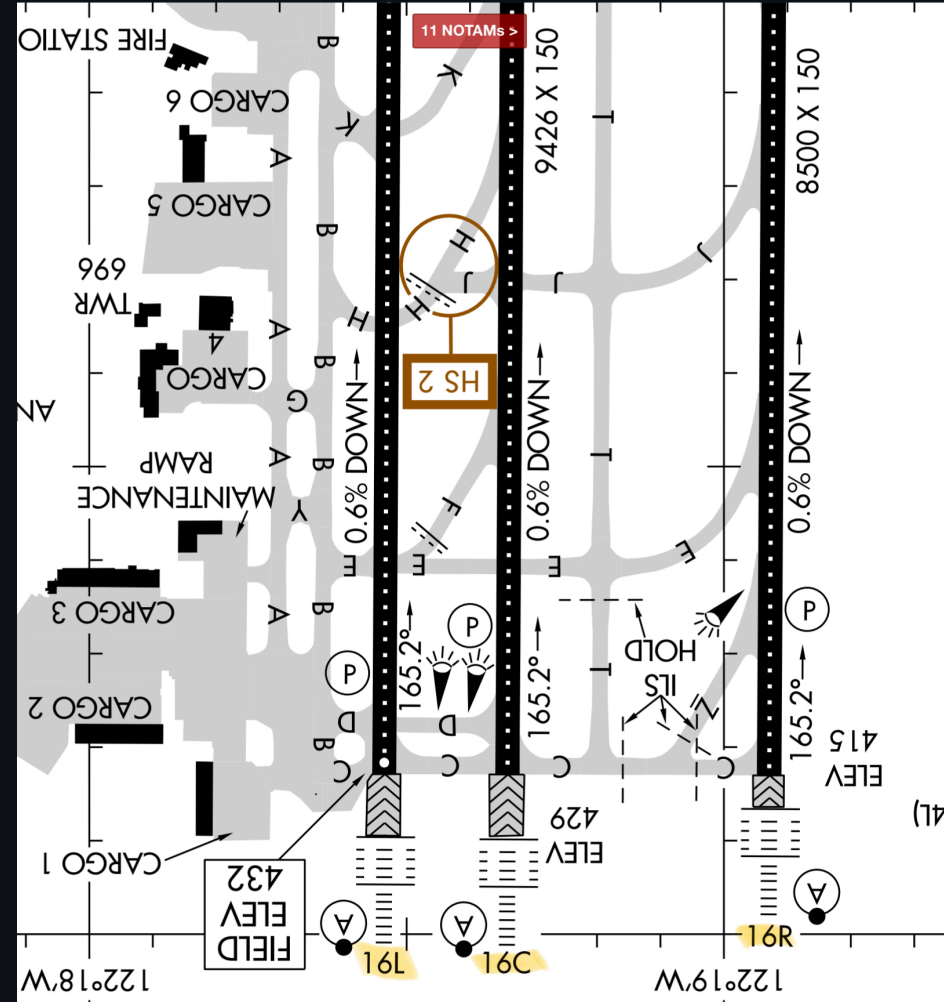 11 NOTAMs >
FIRE STATIO
B
K
9426 X 150
8500 X 150
CARGO 6
K
T
A
CARGO 5
B
H
J
696
TWR
H
J
J
H
A
4
B
CARGO
HS 2
G
AN
0.6% DOWN
0.6% DOWN
0.6% DOWN
A
B
T
RAMP
MAINTENANCE
Y
F
E
E
E
E
CARGO 3
A
B
P
P
165.2°
HOLD
ILS
165.2°
T
P
165.2°
CARGO 2
D
D
Z
B
C
C
C
C
415
ELEV
429
ELEV
4L)
CARGO 1
432
ELEV
FIELD
A
A
A
16L
16C
16R
122°18'W
122°19'W